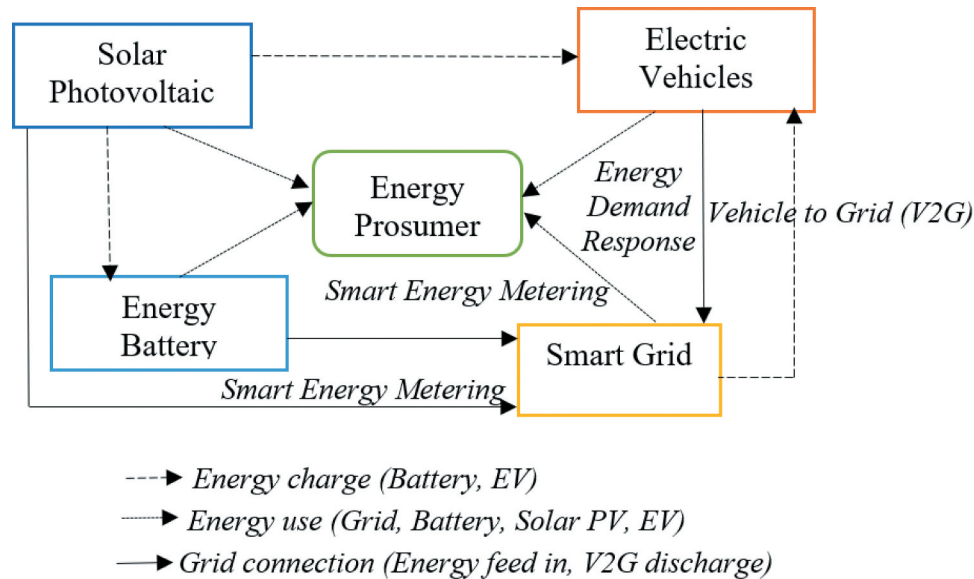 Solar
Photovoltaic
Electric
Vehicles
Energy
Prosumer
Energy
Demand
Response
Vehicle to Grid (V2G)
Smart Energy Metering
Energy
Battery
Smart Grid
Smart Energy Metering
Energy charge (Battery, EV)
Energy use (Grid, Battery, Solar PV, EV)
Grid connection (Energy feed in, V2G discharge)